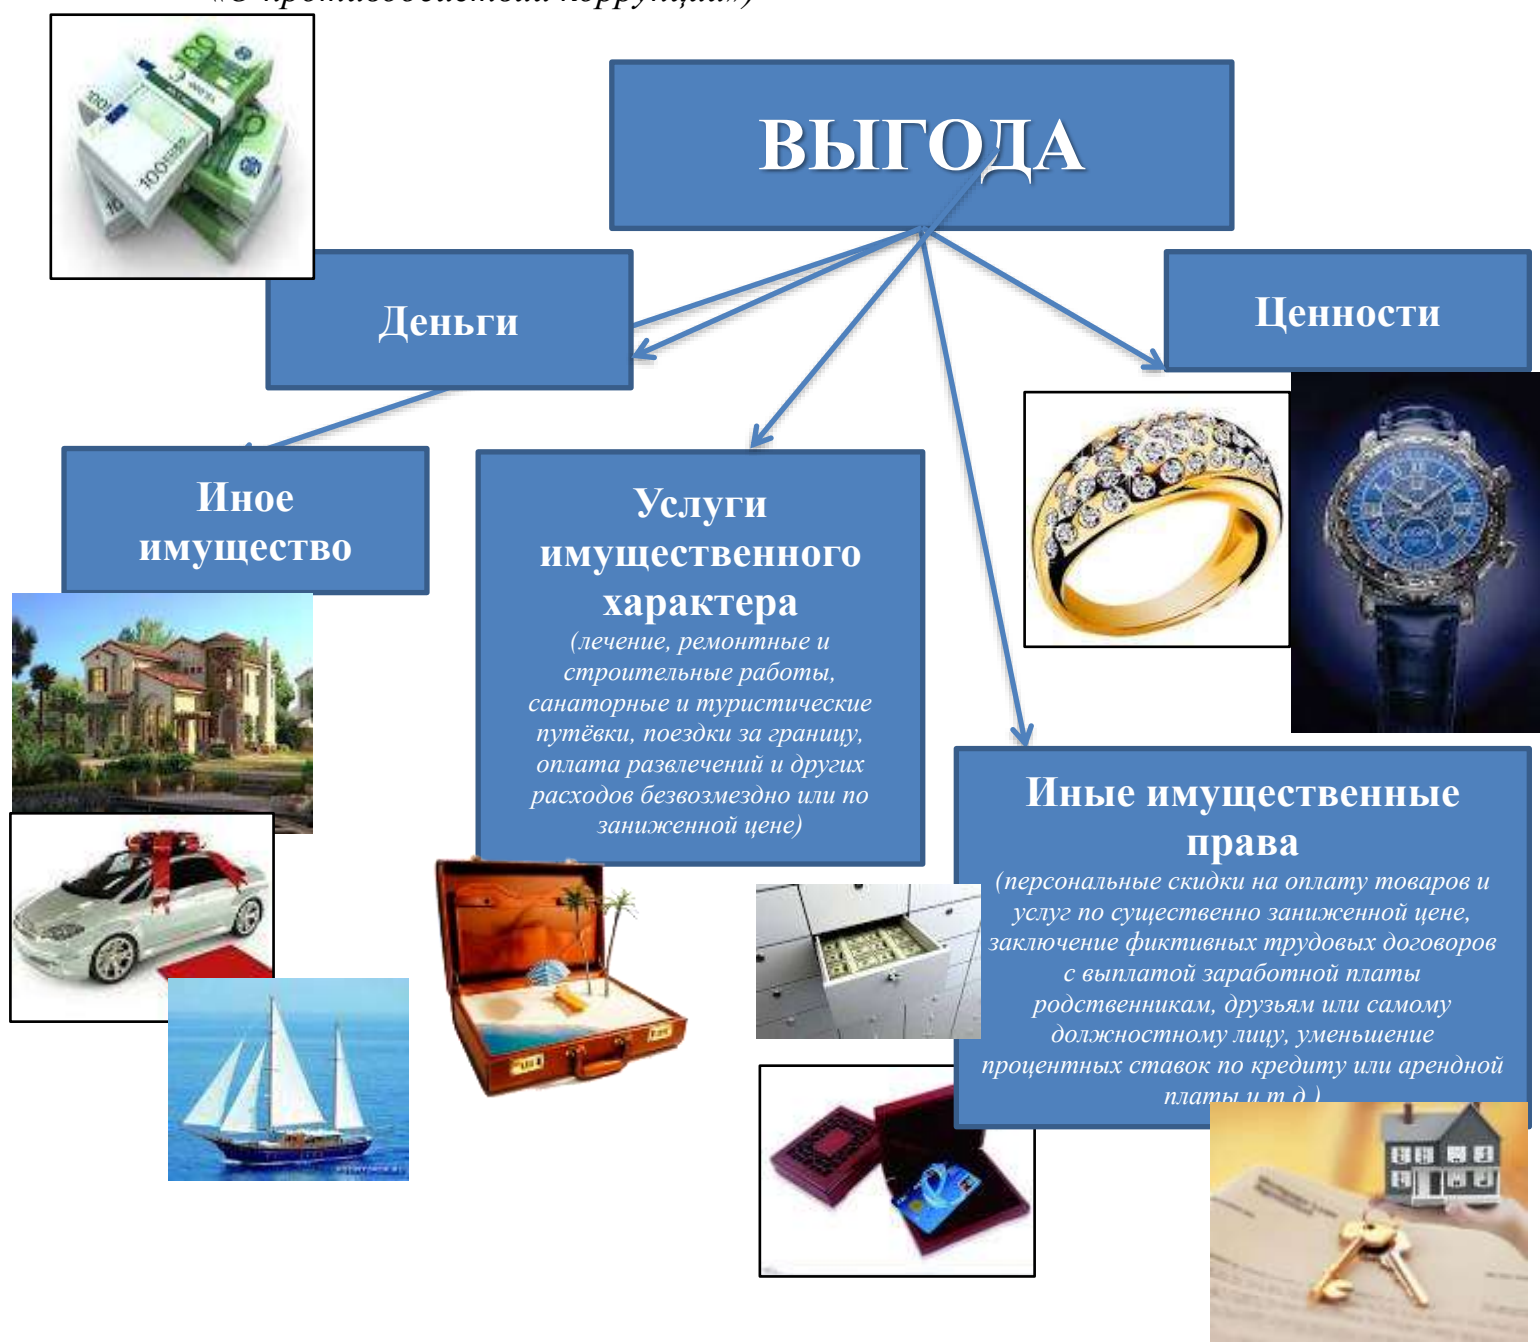 «О противодействии коррупции»)
ВЫГОДА
Деньги
Ценности
Иное
имущество
Услуги
имущественного
характера
(лечение, ремонтные и
строительные работы,
санаторные и туристические
путёвки, поездки за границу,
оплата развлечений и других
расходов безвозмездно или по
заниженной цене)
Иные имущественные
права
(персональные скидки на оплату товаров и
услуг по существенно заниженной цене,
заключение фиктивных трудовых договоров
с выплатой заработной платы
родственникам, друзьям или самому
должностному лицу, уменьшение
процентных ставок по кредиту или арендной
платы и т.д.)